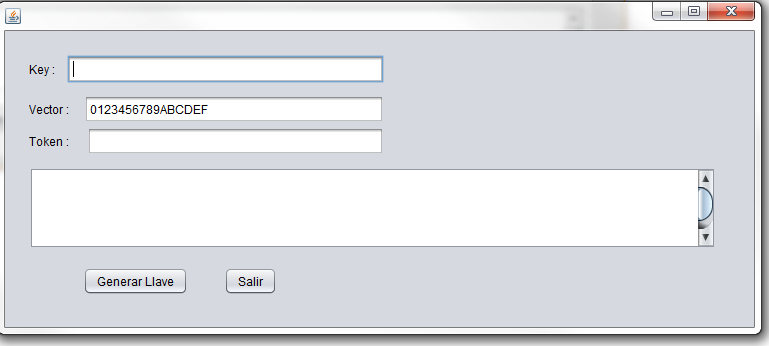 Key :
Vector : 0123456789ABCDEF
Token :
Generar Llave Salir